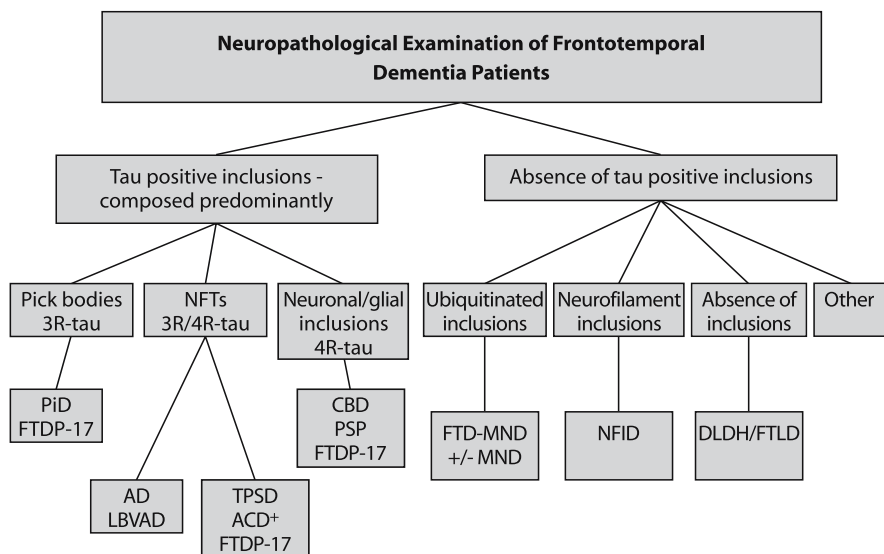 Neuropathological Examination of Frontotemporal
Dementia Patients
Tau positive inclusions -
composed predominantly
Absence of tau positive inclusions
Pick bodies
3R-tau
NFTs
3R/4R-tau
Neuronal/glial
inclusions
4R-tau
Ubiquitinated
inclusions
Neurofilament
inclusions
Absence of
inclusions
Other
PiD
FTDP-17
CBD
PSP
FTDP-17
FTD-MND
+/- MND
NFID
DLDH/FTLD
AD
LBVAD
TPSD
ACD+
FTDP-17